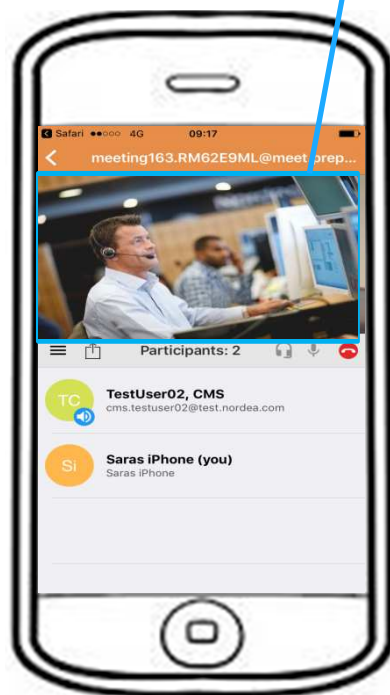 Safari 4G 09:17
meeting163.RM62E9ML@meet.prep...
Participants: 2
TC
TestUser02, CMS
cms.testuser02@test.nordea.com
Si
Saras iPhone (you)
Saras iPhone